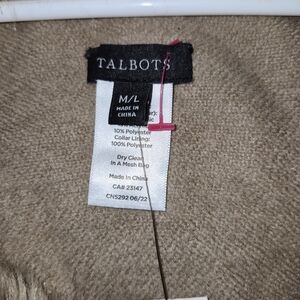 TALBOTS
M/L
MADE IN
CHINA
10% Polyester
Collar Lining:
100% Polyester
Dry Clean
In A Mesh Bag
Made In China
CA# 23147
CN5292 06/22